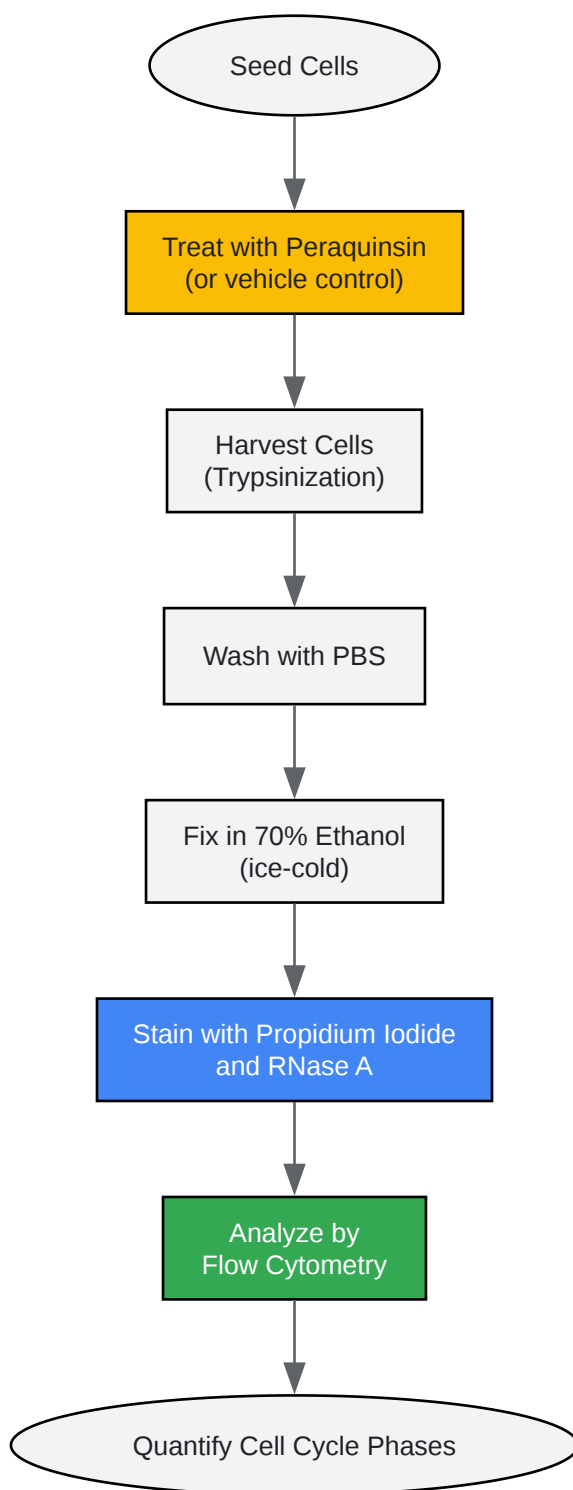 Seed Cells
Treat with Peraquinsin
(or vehicle control)
Harvest Cells
(Trypsinization)
Wash with PBS
Fix in 70% Ethanol
(ice-cold)
Stain with Propidium Iodide
and RNase A
Analyze by
Flow Cytometry
Quantify Cell Cycle Phases